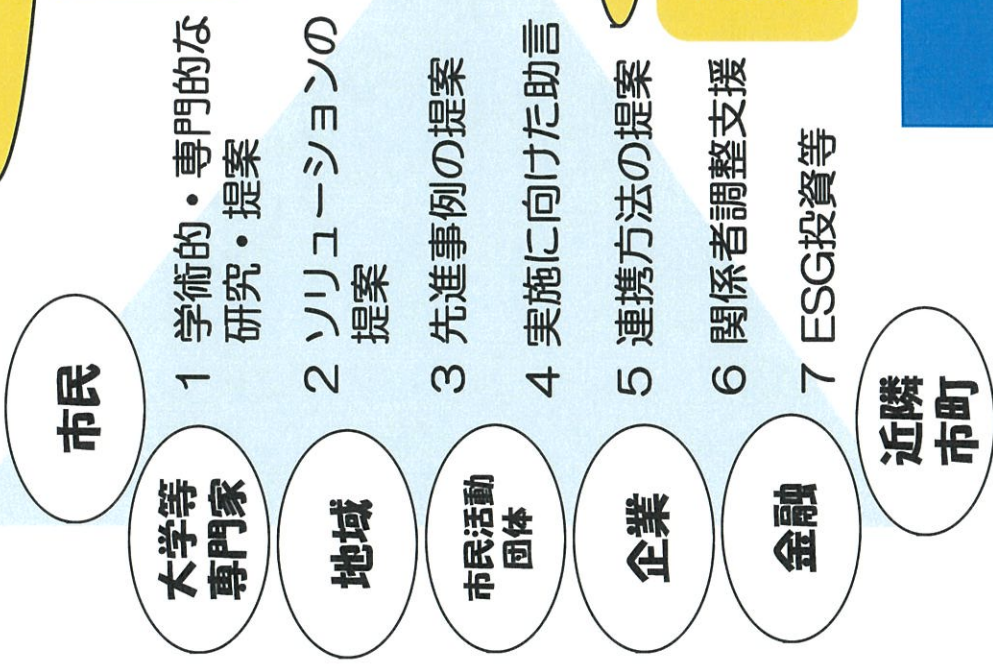 市民
大学等
専門家
地域
市民活動
団体
企業
金融
近隣
市町
1 学術的・専門的な
研究・提案
2 ソリューションの
提案
3 先進事例の提案
4 実施に向けた助言
5 連携方法の提案
6 関係者調整支援
7 ESG投資等